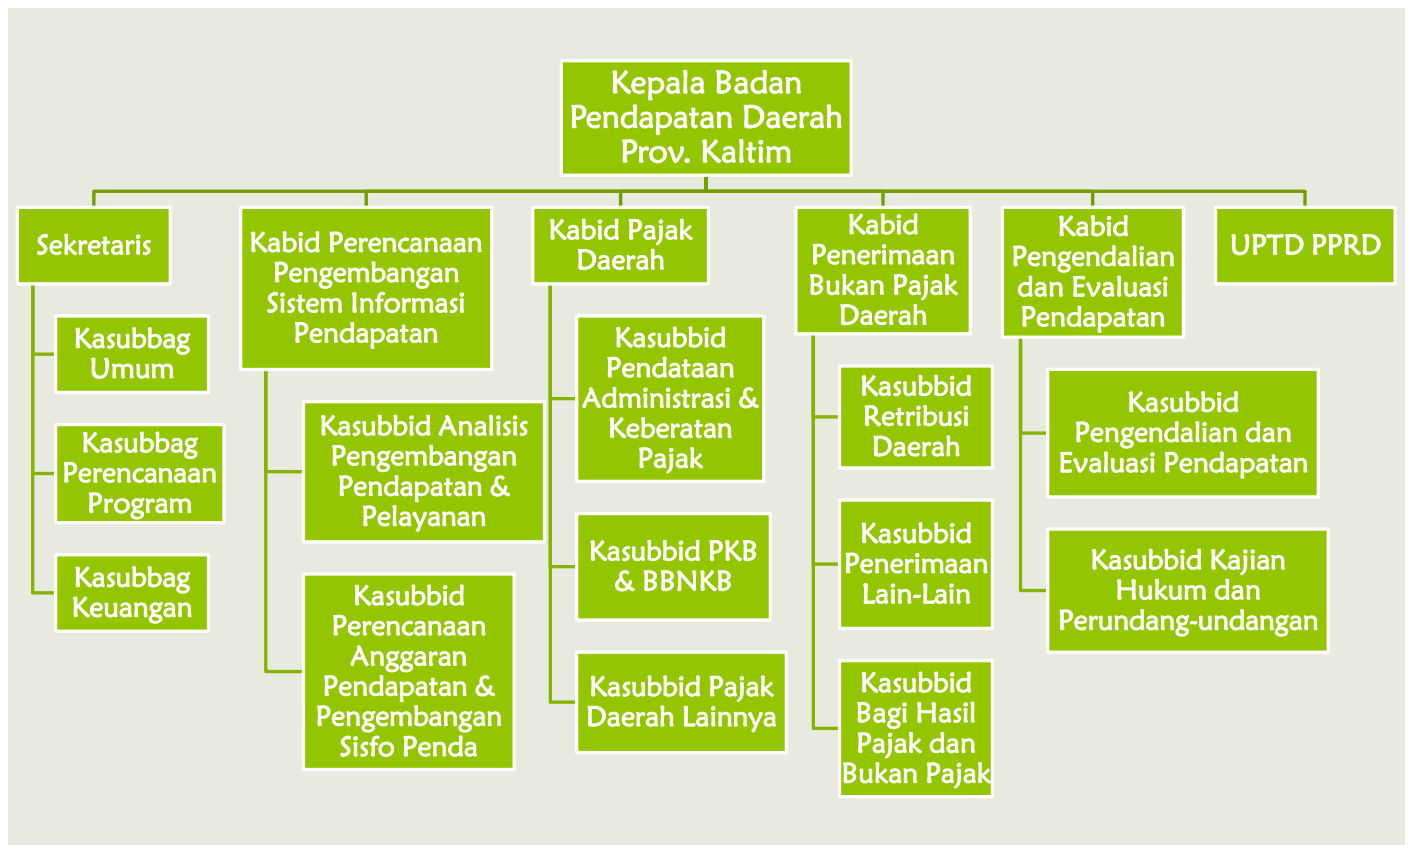 Kepala Badan
Pendapatan Daerah
Prov. Kaltim
Sekretaris
Kasubbag
Umum
Kasubbag
Perencanaan
Program
Kasubbag
Keuangan
Kabid Perencanaan
Pengembangan
Sistem Informasi
Pendapatan
Kasubbid Analisis
Pengembangan
Pendapatan &
Pelayanan
Kasubbid
Perencanaan
Anggaran
Pendapatan &
Pengembangan
Sisfo Penda
Kabid Pajak
Daerah
Kasubbid
Pendataan
Administrasi &
Keberatan
Pajak
Kasubbid PKB
& BBNKB
Kasubbid Pajak
Daerah Lainnya
Kabid
Penerimaan
Bukan Pajak
Daerah
Kasubbid
Retribusi
Daerah
Kasubbid
Penerimaan
Lain-Lain
Kasubbid
Bagi Hasil
Pajak dan
Bukan Pajak
Kabid
Pengendalian
dan Evaluasi
Pendapatan
Kasubbid
Pengendalian dan
Evaluasi Pendapatan
Kasubbid Kajian
Hukum dan
Perundang-undangan
UPTD PPRD